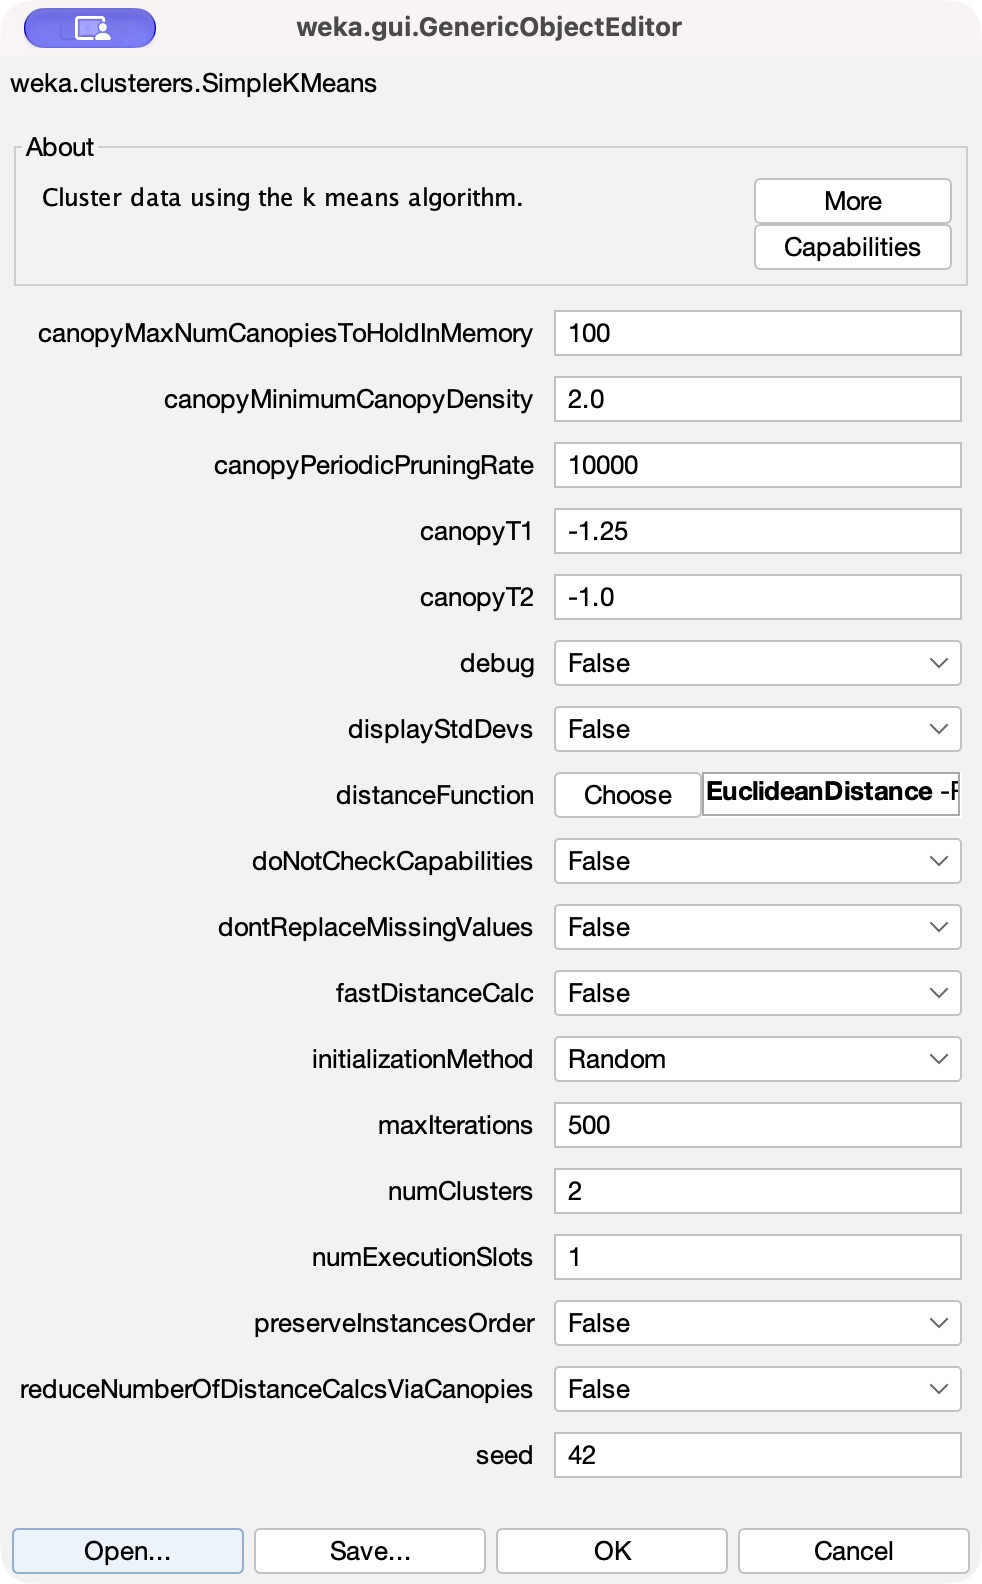 weka.gui.GenericObjectEditor
weka.clusterers.SimpleKMeans
About
Cluster data using the k means algorithm.
More
Capabilities
canopyMaxNumCanopiesToHoldInMemory 100
canopyMinimumCanopyDensity 2.0
canopyPeriodicPruningRate 10000
canopyT1 -1.25
canopyT2 -1.0
debug False
displayStdDevs False
distanceFunction Choose EuclideanDistance
doNotCheckCapabilities False
dontReplaceMissingValues False
fastDistanceCalc False
initializationMethod Random
maxIterations 500
numClusters 2
numExecutionSlots 1
preserveInstancesOrder False
reduceNumberOfDistanceCalcsViaCanopies False
seed 42
Open... Save... OK Cancel